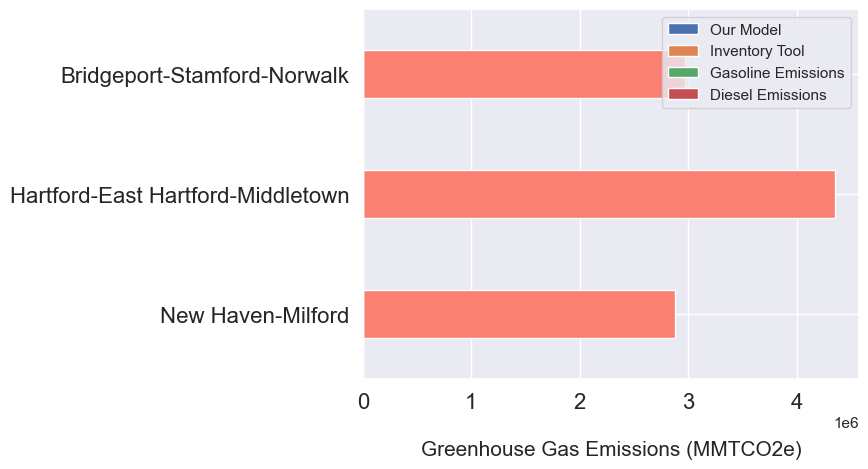 Our Model
Inventory Tool
Gasoline Emissions
Diesel Emissions
Bridgeport-Stamford-Norwalk
Hartford-East Hartford-Middletown
New Haven-Milford
0 1 2 3 4
1e6
Greenhouse Gas Emissions (MMTCO2e)